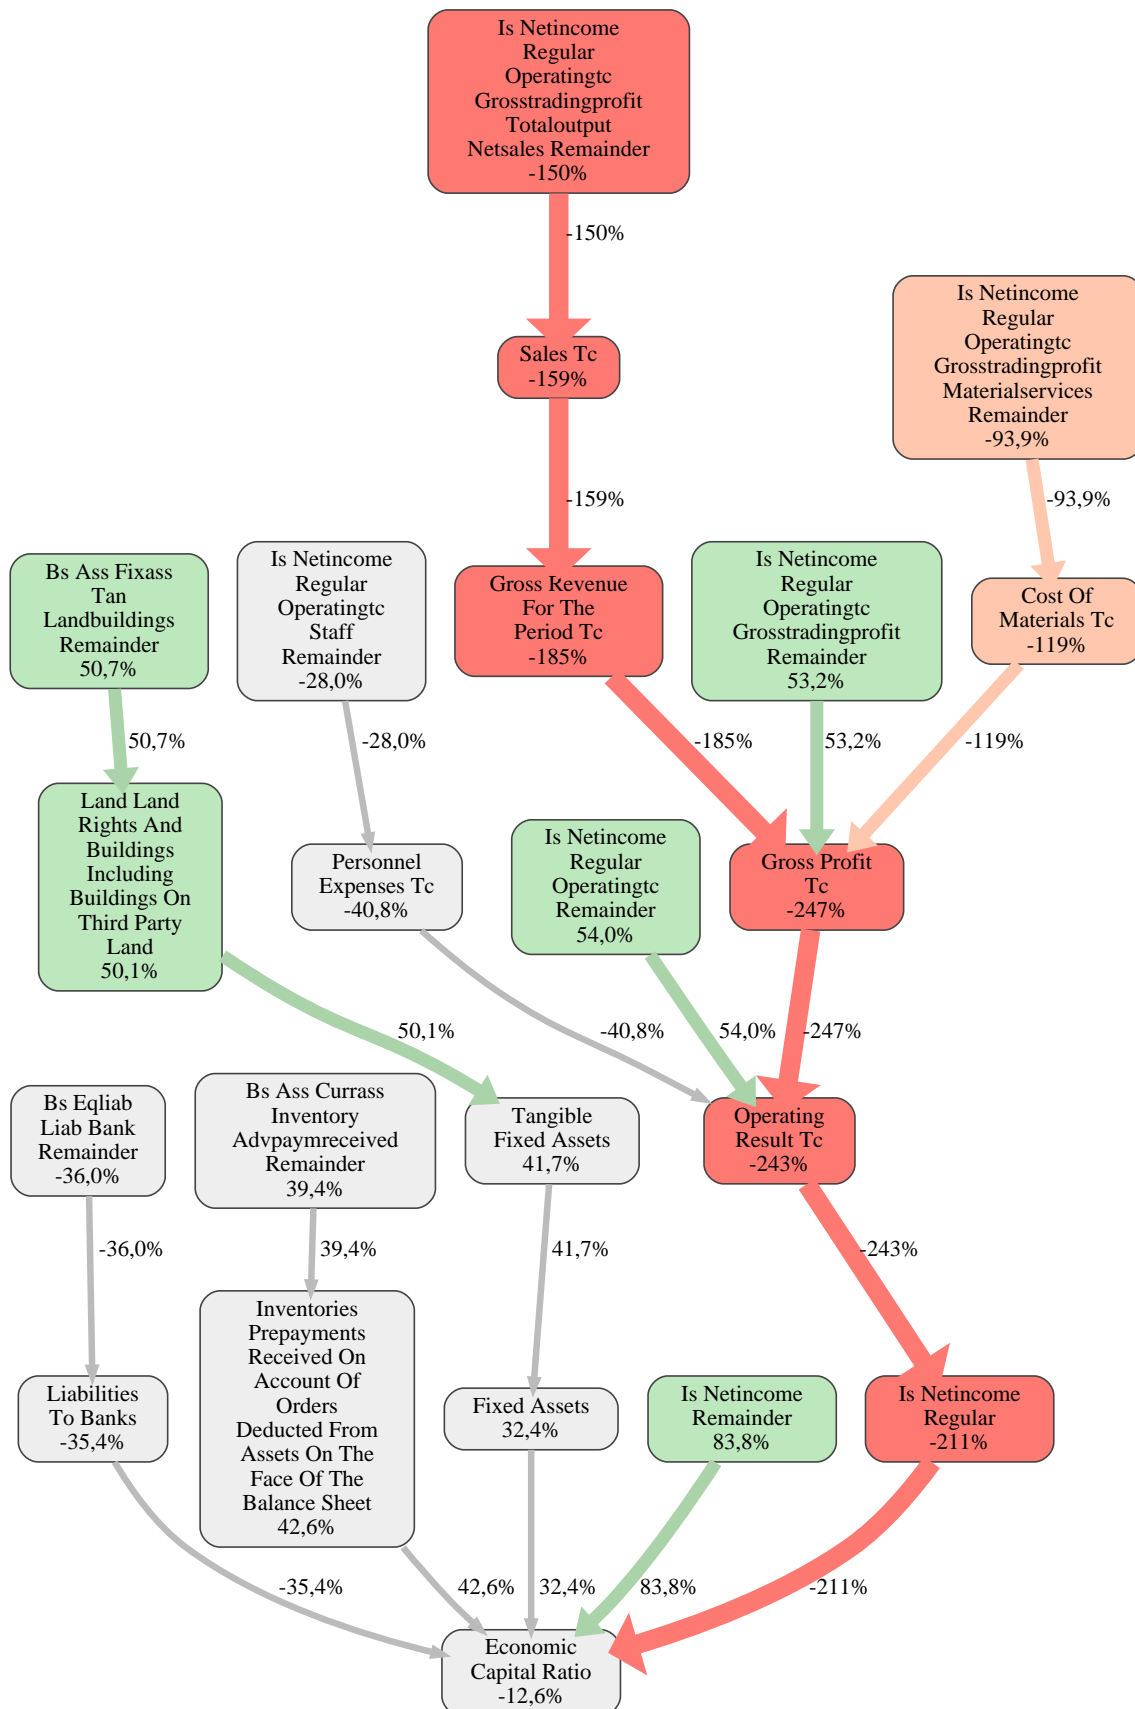 Is Netincome
Regular
Operatingtc
Grosstradingprofit
Totaloutput
Netsales Remainder
-150%
-150%
Sales Tc
-159%
Is Netincome
Regular
Operatingtc
Grosstradingprofit
Materialservices
Remainder
-93,9%
-159%
-93,9%
Bs Ass Fixass
Tan
Landbuildings
Remainder
50,7%
Is Netincome
Regular
Operatingtc
Staff
Remainder
-28,0%
Gross Revenue
For The
Period Tc
-185%
Is Netincome
Regular
Operatingtc
Grosstradingprofit
Remainder
53,2%
Cost Of
Materials Tc
-119%
50,7%
-28,0%
-185%
53,2%
-119%
Land Land
Rights And
Buildings
Including
Buildings On
Third Party
Land
50,1%
Personnel
Expenses Tc
-40,8%
Is Netincome
Regular
Operatingtc
Remainder
54,0%
Gross Profit
Tc
-247%
50,1%
-40,8%
54,0%
-247%
Bs Eqliab
Liab Bank
Remainder
-36,0%
Bs Ass Currass
Inventory
Advpaymreceived
Remainder
39,4%
Tangible
Fixed Assets
41,7%
Operating
Result Tc
-243%
-36,0%
39,4%
41,7%
-243%
Liabilities
To Banks
-35,4%
Inventories
Prepayments
Received On
Account Of
Orders
Deducted From
Assets On The
Face Of The
Balance Sheet
42,6%
Fixed Assets
32,4%
Is Netincome
Remainder
83,8%
Is Netincome
Regular
-211%
-35,4%
42,6%
32,4%
83,8%
-211%
Economic
Capital Ratio
-12,6%